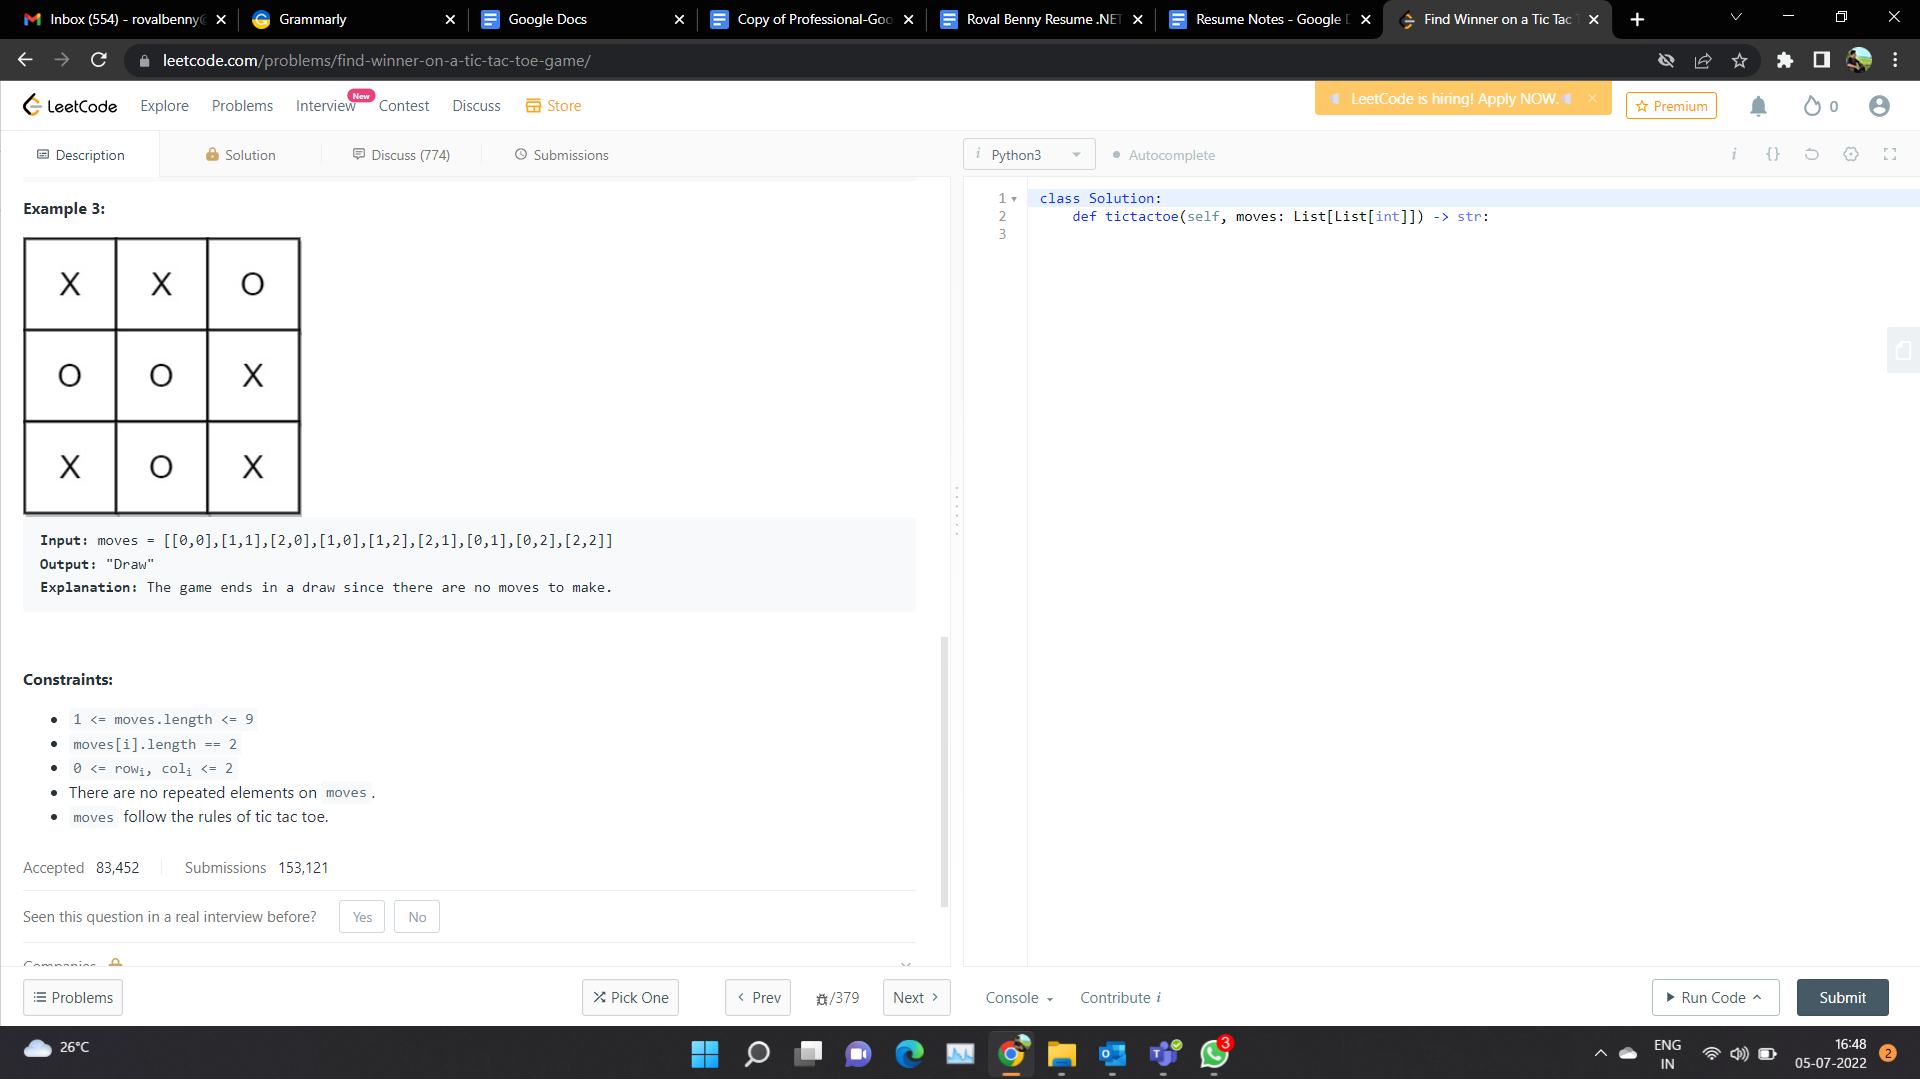 Inbox (554) - rovalbenny@
Grammarly
Google Docs
Copy of Professional-Goo
Roval Benny Resume .NET
Resume Notes - Google D
Find Winner on a Tic Tac T
leetcode.com/problems/find-winner-on-a-tic-tac-toe-game/
LeetCode
Explore
Problems
Interview
New
Contest
Discuss
Store
LeetCode is hiring! Apply NOW.
Premium
0
Description
Solution
Discuss (774)
Submissions
i Python3
Autocomplete
i {}
Example 3:
X X O
O O X
X O X
Input: moves = [[0,0],[1,1],[2,0],[1,0],[1,2],[2,1],[0,1],[0,2],[2,2]]
Output: "Draw"
Explanation: The game ends in a draw since there are no moves to make.
Constraints:
1 <= moves.length <= 9
moves[i].length == 2
0 <= rowi, coli <= 2
There are no repeated elements on moves.
moves follow the rules of tic tac toe.
Accepted 83,452 Submissions 153,121
Seen this question in a real interview before? Yes No
Companies
1 class Solution:
2 def tictactoe(self, moves: List[List[int]]) -> str:
3
Problems
Pick One
Prev
/379
Next
Console
Contribute i
Run Code
Submit
26°C
3
ENG
IN
16:48
05-07-2022
2